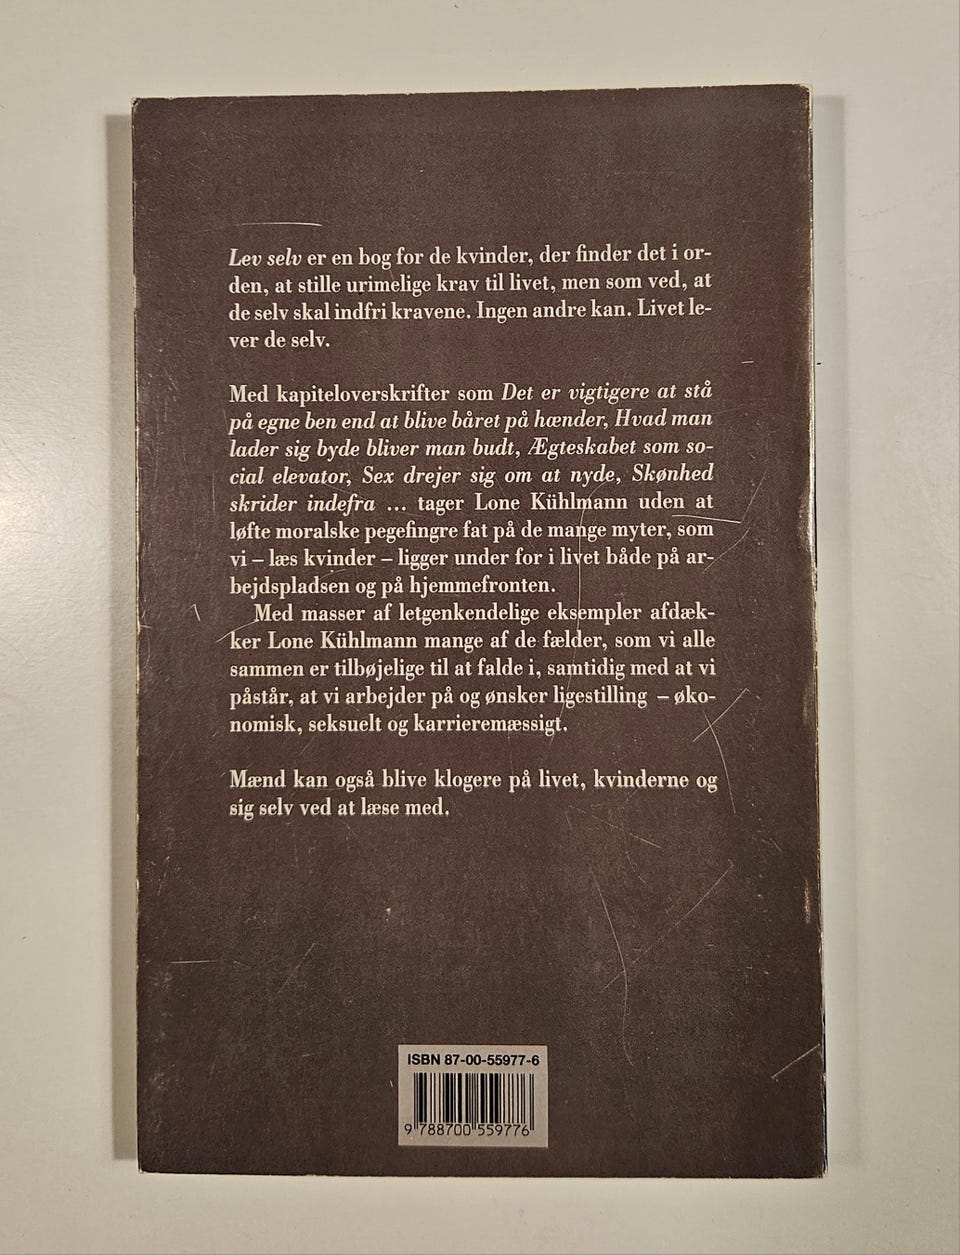 Lev selv er en bog for de kvinder, der finder det i or-
den, at stille urimelige krav til livet, men som ved, at
de selv skal indfri kravene. Ingen andre kan. Livet le-
ver de selv.
Med kapiteloverskrifter som Det er vigtigere at stå
på egne ben end at blive båret på hænder, Hvad man
lader sig byde bliver man budt, Ægteskabet som so-
cial elevator, Sex drejer sig om at nyde, Skønhed
skrider indefra ... tager Lone Kühlmann uden at
løfte moralske pegefingre fat på de mange myter, som
vi – læs kvinder – ligger under for i livet både på ar-
bejdspladsen og på hjemmefronten.
Med masser af letgenkendelige eksempler afdæk-
ker Lone Kühlmann mange af de fælder, som vi alle
sammen er tilbøjelige til at falde i, samtidig med at vi
påstår, at vi arbejder på og ønsker ligestilling – øko-
nomisk, seksuelt og karrieremæssigt.
Mænd kan også blive klogere på livet, kvinderne og
sig selv ved at læse med.
ISBN 87-00-55977-6
9 788700 559776